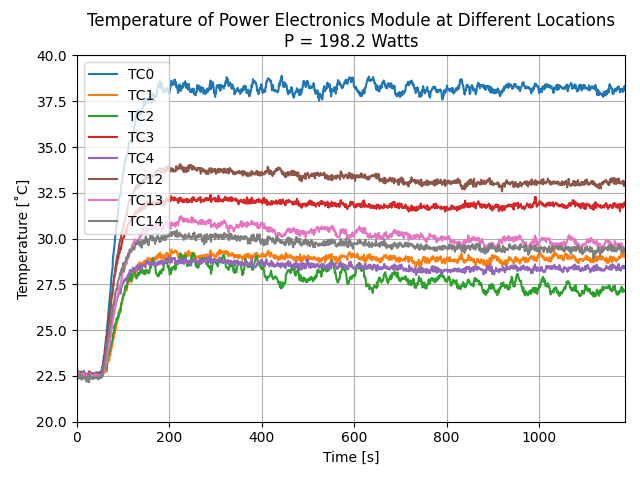 Temperature of Power Electronics Module at Different Locations
P = 198.2 Watts
40.0
37.5
35.0
32.5
30.0
27.5
25.0
22.5
20.0
Temperature [˚C]
TC0
TC1
TC2
TC3
TC4
TC12
TC13
TC14
0 200 400 600 800 1000
Time [s]